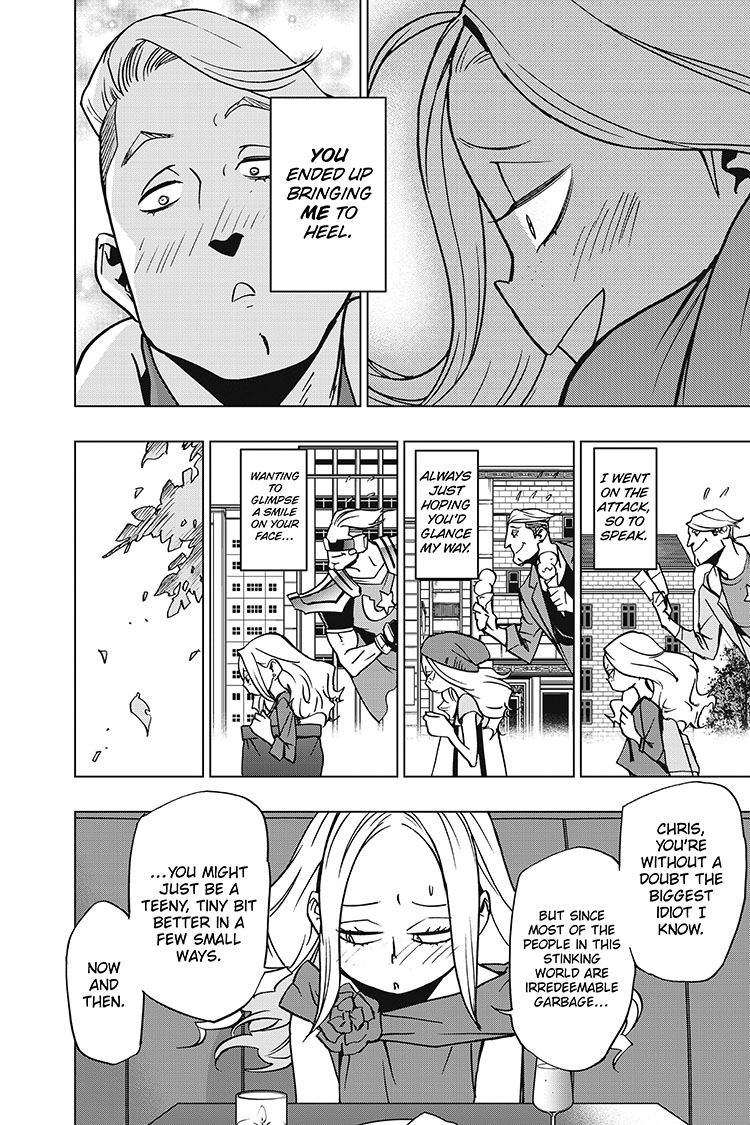 YOU
ENDED UP
BRINGING
ME TO
HEEL.
I WENT
ON THE
ATTACK,
SO TO
SPEAK.
ALWAYS
JUST
HOPING
YOU'D
GLANCE
MY WAY.
WANTING
TO
GLIMPSE
A SMILE
ON YOUR
FACE...
CHRIS,
YOU'RE
WITHOUT
A DOUBT
THE
BIGGEST
IDIOT I
KNOW.
BUT SINCE
MOST OF THE
PEOPLE IN THIS
STINKING
WORLD ARE
IRREDEEMABLE
GARBAGE...
...YOU MIGHT
JUST BE A
TEENY, TINY BIT
BETTER IN A
FEW SMALL
WAYS.
NOW
AND
THEN.